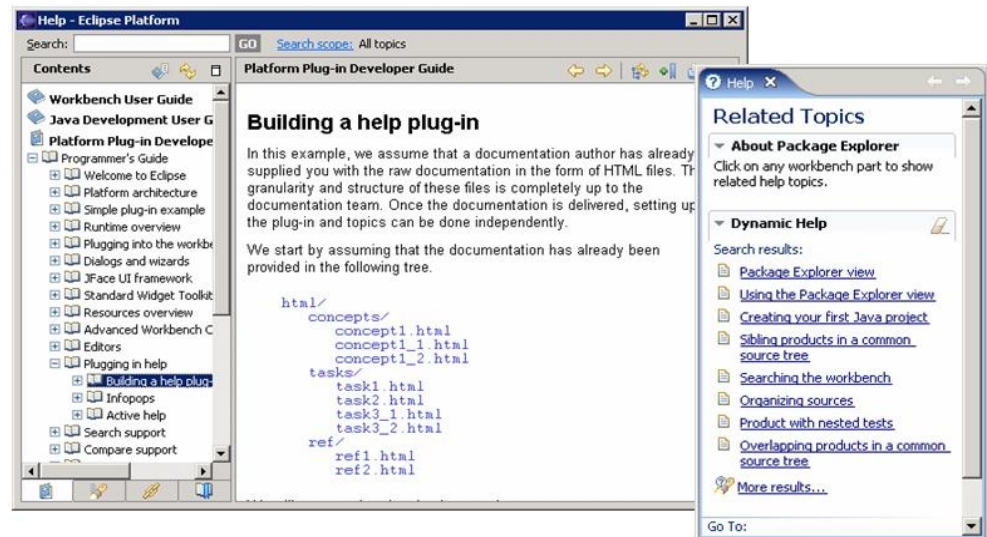 Help - Eclipse Platform
Search:
GO
Search scope: All topics
Contents
Workbench User Guide
Java Development User G
Platform Plug-in Develope
Programmer's Guide
Welcome to Eclipse
Platform architecture
Simple plug-in example
Runtime overview
Plugging into the workbe
Dialogs and wizards
JFace UI framework
Standard Widget Toolkit
Resources overview
Advanced Workbench C
Editors
Plugging in help
Building a help plug-
Infopops
Active help
Search support
Compare support
Platform Plug-in Developer Guide
Building a help plug-in
In this example, we assume that a documentation author has already
supplied you with the raw documentation in the form of HTML files. Th
granularity and structure of these files is completely up to the
documentation team. Once the documentation is delivered, setting up
the plug-in and topics can be done independently.
We start by assuming that the documentation has already been
provided in the following tree.
html/
concepts/
concept1.html
concept1_1.html
concept1_2.html
tasks/
task1.html
task2.html
task3_1.html
task3_2.html
ref/
ref1.html
ref2.html
Help
Related Topics
About Package Explorer
Click on any workbench part to show
related help topics.
Dynamic Help
Search results:
Package Explorer view
Using the Package Explorer view
Creating your first Java project
Sibling products in a common
source tree
Searching the workbench
Organizing sources
Product with nested tests
Overlapping products in a common
source tree
More results...
Go To: